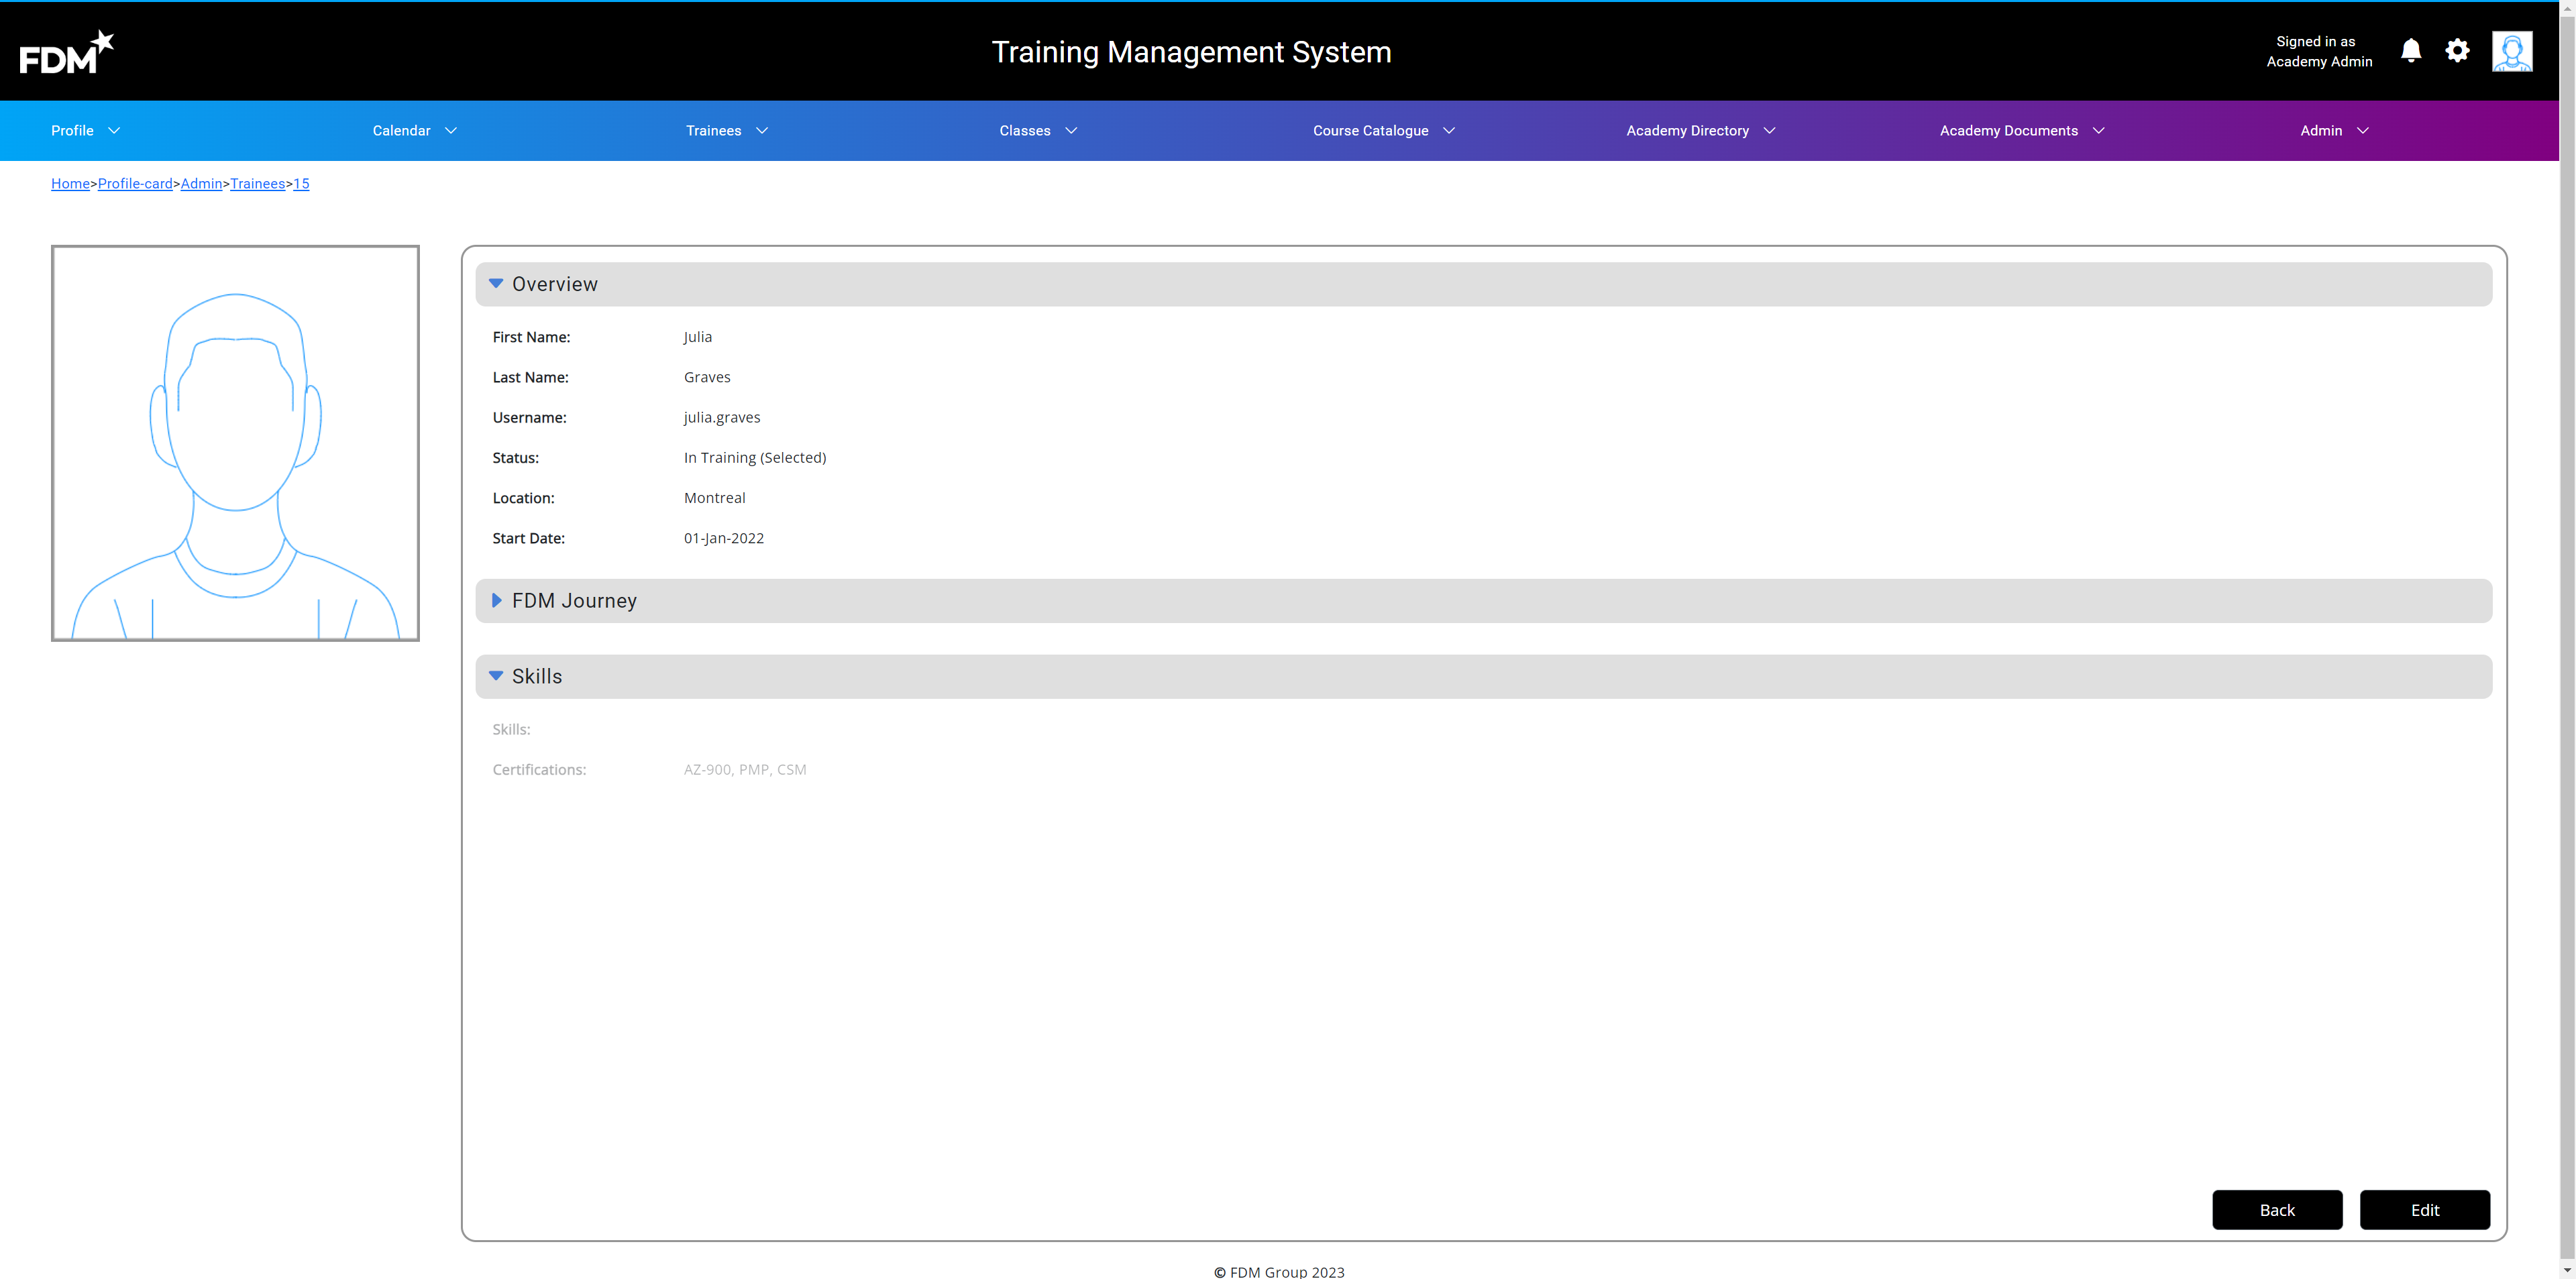 FDM
Training Management System
Signed in as
Academy Admin
Profile
Calendar
Trainees
Classes
Course Catalogue
Academy Directory
Academy Documents
Admin
Home>Profile-card>Admin>Trainees>15
Overview
First Name: Julia
Last Name: Graves
Username: julia.graves
Status: In Training (Selected)
Location: Montreal
Start Date: 01-Jan-2022
FDM Journey
Skills
Skills:
Certifications: AZ-900, PMP, CSM
Back
Edit
© FDM Group 2023